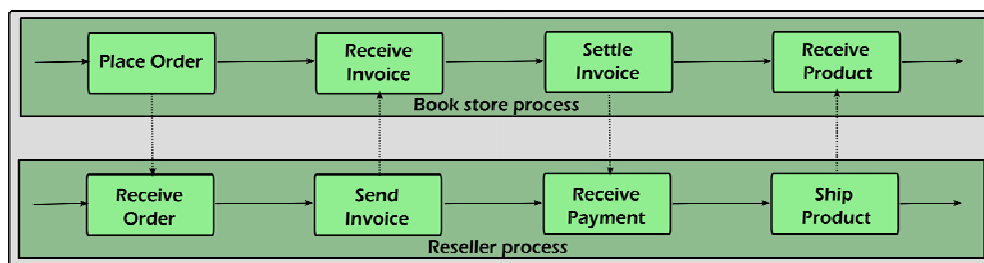 Place Order
Receive
Invoice
Settle
Invoice
Receive
Product
Book store process
Receive
Order
Send
Invoice
Receive
Payment
Ship
Product
Reseller process